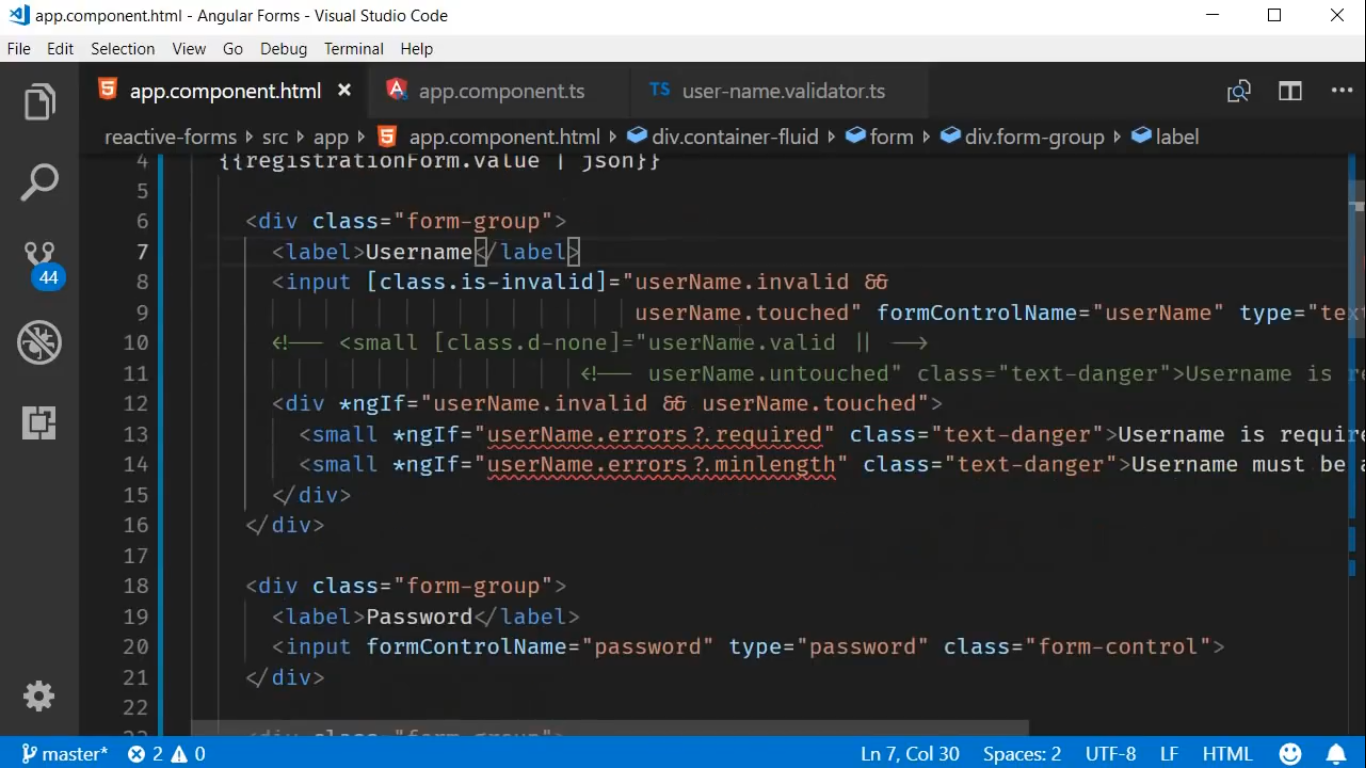 app.component.html - Angular Forms - Visual Studio Code
File Edit Selection View Go Debug Terminal Help
app.component.html app.component.ts TS user-name.validator.ts
reactive-forms src app app.component.html div.container-fluid form div.form-group label
4 {{registrationForm.value | json}}
5
6 <div class="form-group">
7 <label>Username</label>
8 <input [class.is-invalid]="userName.invalid &&
9 userName.touched" formControlName="userName" type="tex
10 <!-- <small [class.d-none]="userName.valid || -->
11 <!-- userName.untouched" class="text-danger">Username is re
12 <div *ngIf="userName.invalid && userName.touched">
13 <small *ngIf="userName.errors?.required" class="text-danger">Username is require
14 <small *ngIf="userName.errors?.minlength" class="text-danger">Username must be a
15 </div>
16 </div>
17
18 <div class="form-group">
19 <label>Password</label>
20 <input formControlName="password" type="password" class="form-control">
21 </div>
22
23 <div class="form-group">
44
master* 2 0 Ln 7, Col 30 Spaces: 2 UTF-8 LF HTML